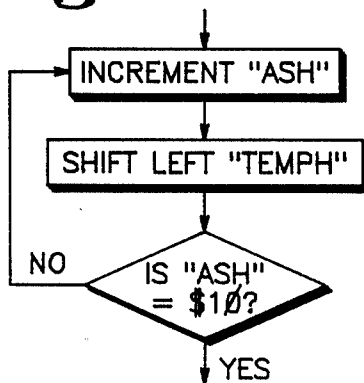 INCREMENT "ASH"
SHIFT LEFT "TEMPH"
NO
IS "ASH"
= $10?
YES